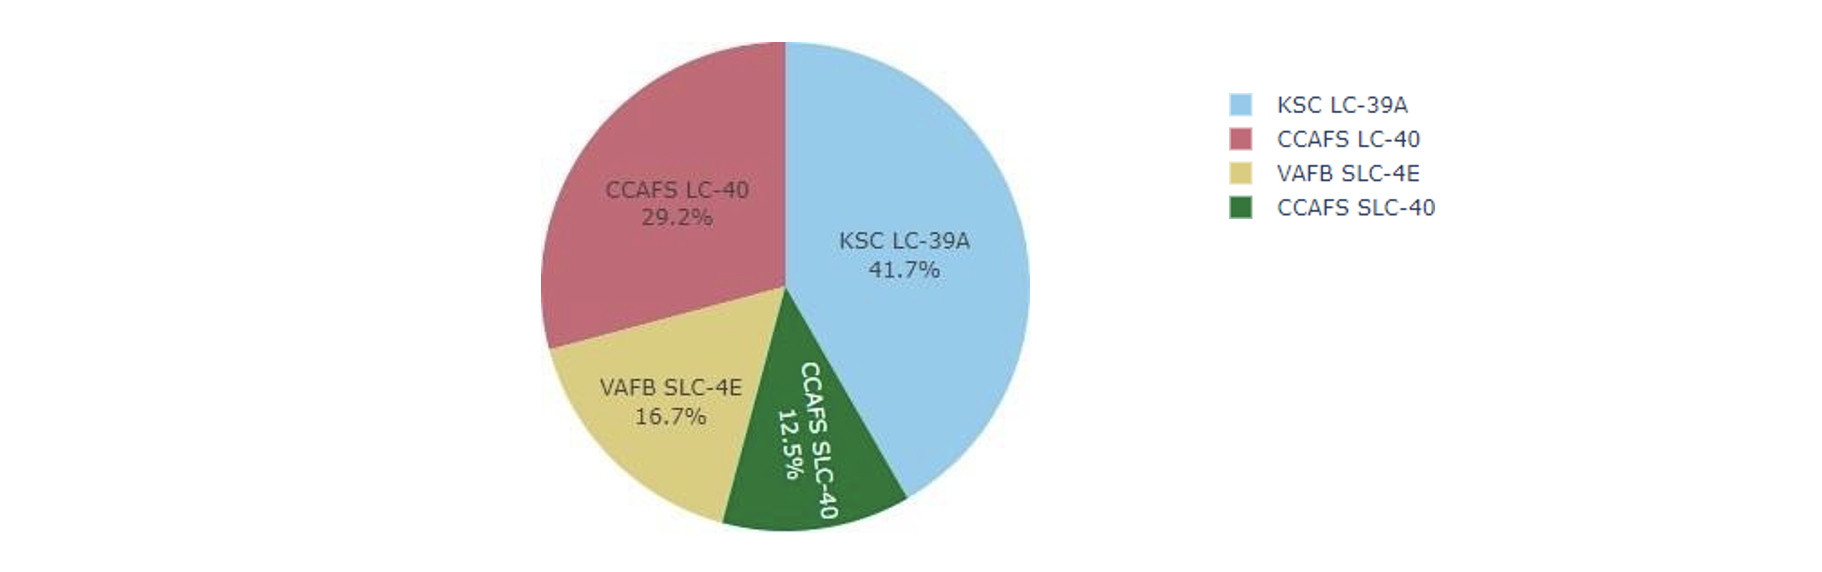 CCAFS LC-40
29.2%
KSC LC-39A
41.7%
VAFB SLC-4E
16.7%
CCAFS SLC-40
12.5%
KSC LC-39A
CCAFS LC-40
VAFB SLC-4E
CCAFS SLC-40